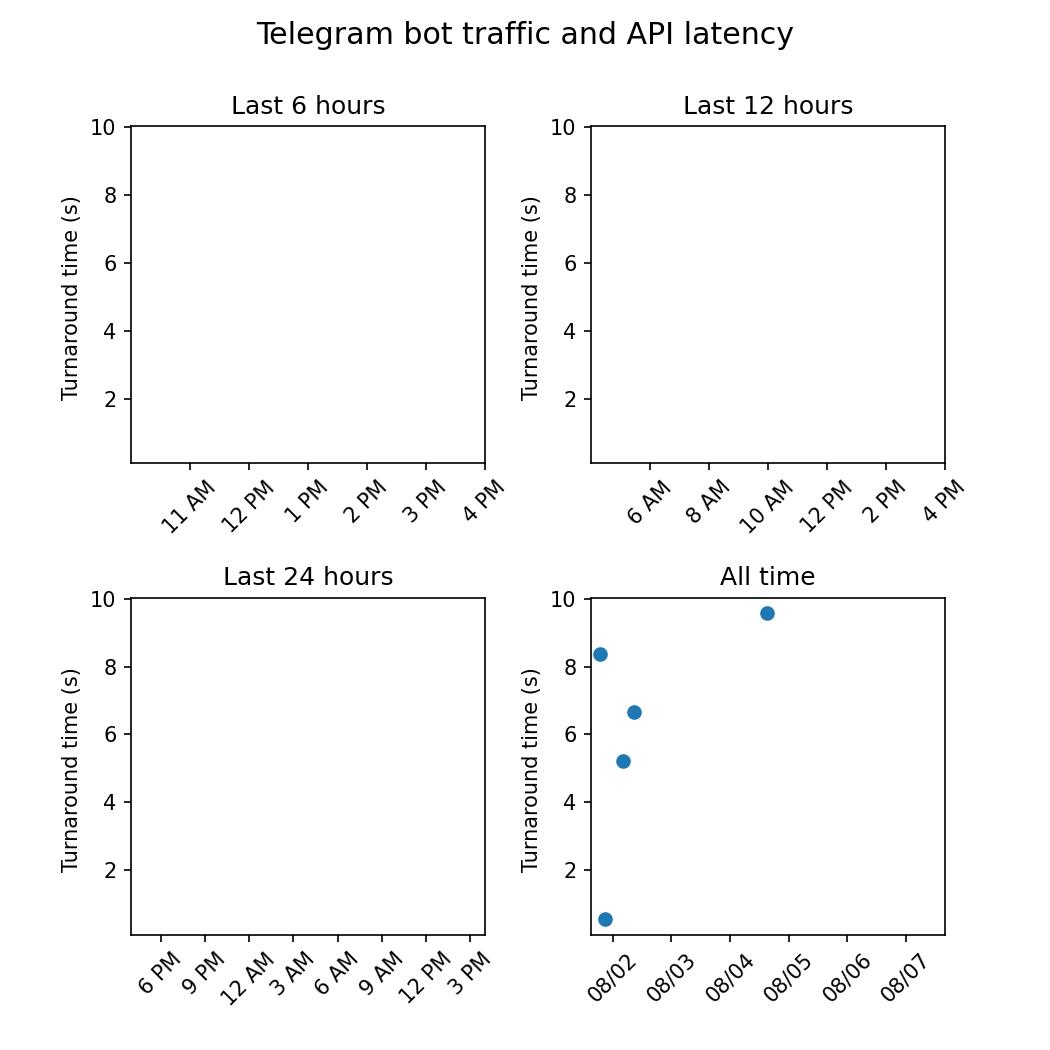 Telegram bot traffic and API latency
Last 6 hours
Turnaround time (s)
10
8
6
4
2
11 AM
12 PM
1 PM
2 PM
3 PM
4 PM
Last 12 hours
Turnaround time (s)
10
8
6
4
2
6 AM
8 AM
10 AM
12 PM
2 PM
4 PM
Last 24 hours
Turnaround time (s)
10
8
6
4
2
6 PM
9 PM
12 AM
3 AM
6 AM
9 AM
12 PM
3 PM
All time
Turnaround time (s)
10
8
6
4
2
08/02
08/03
08/04
08/05
08/06
08/07